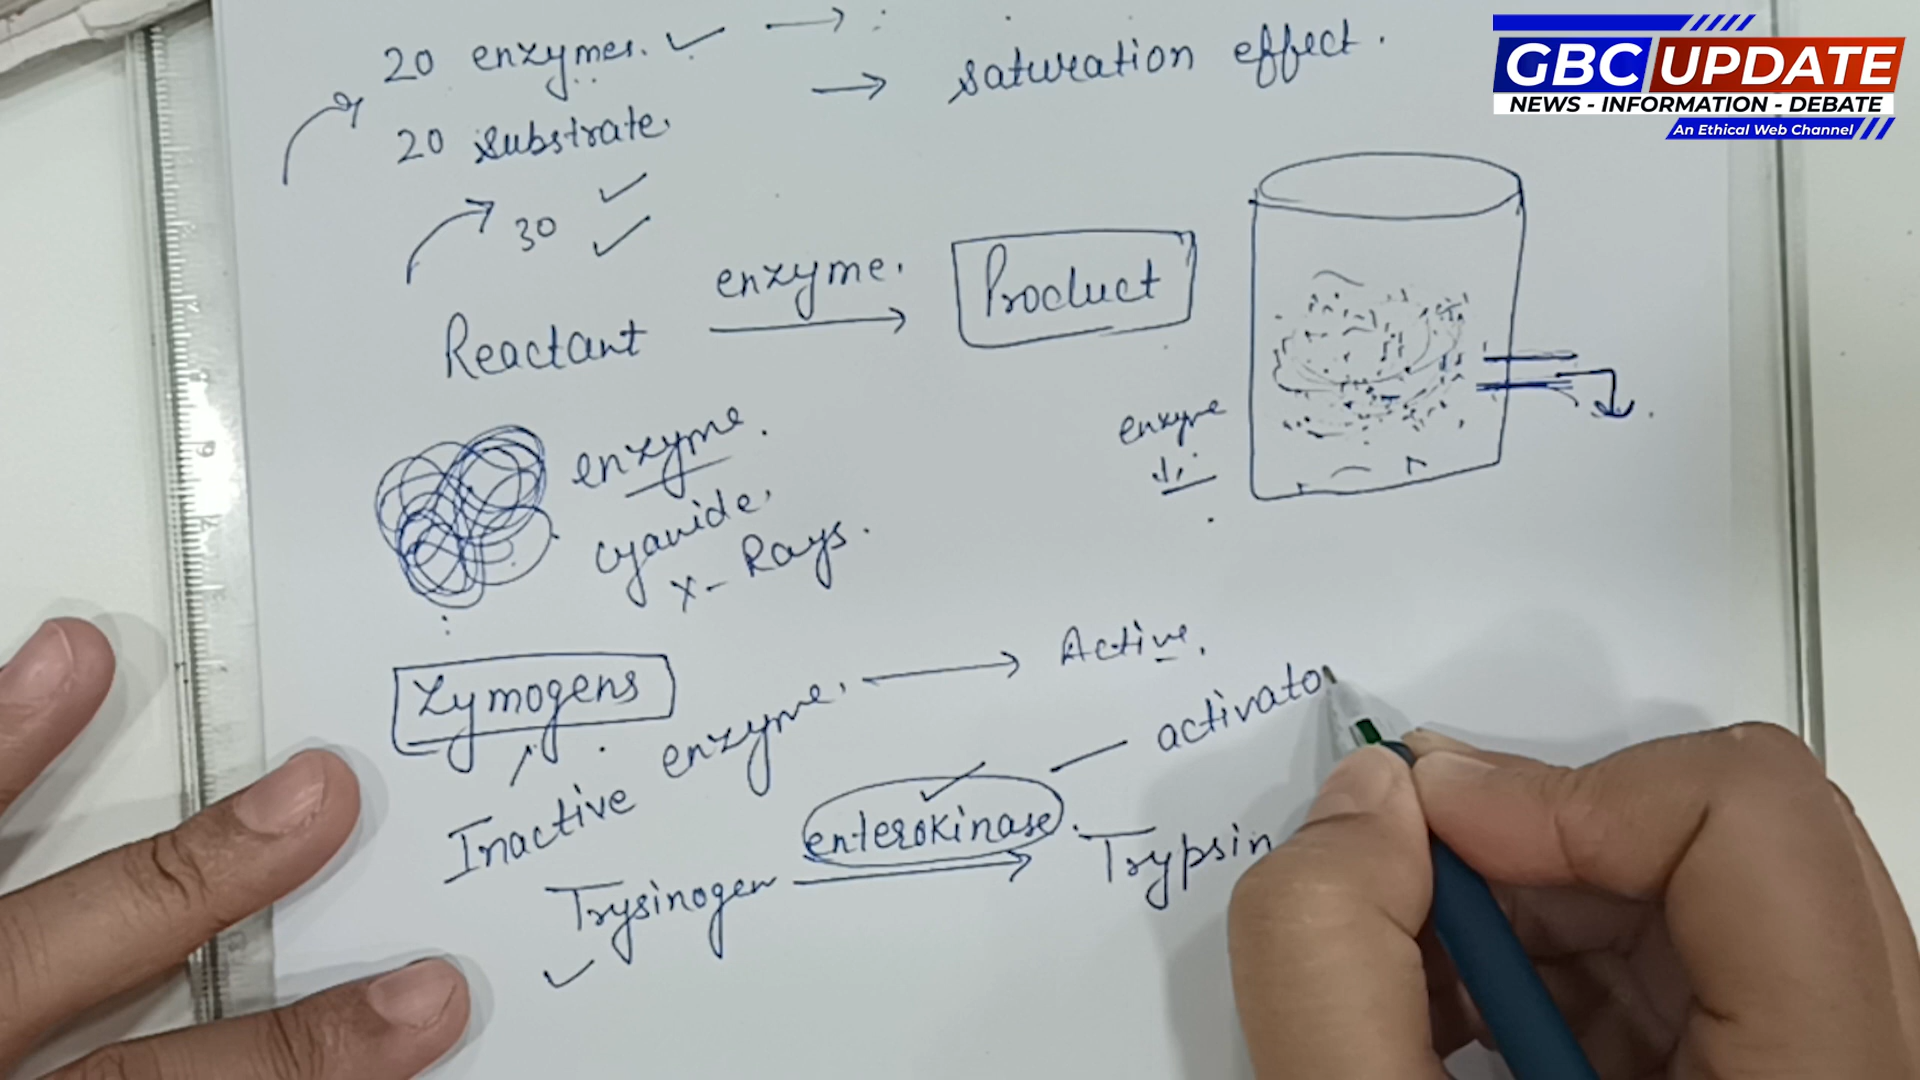 GBC UPDATE
NEWS - INFORMATION - DEBATE
An Ethical Web Channel
20 enzymes. →
→ saturation effect.
20 substrate.
30
Reactant enzyme. → Product
enzyme
enzyme.
cyanide.
X-Rays.
Zymogens
Inactive enzyme. → Active.
Trysinogen enterokinase. → Trypsin
activato